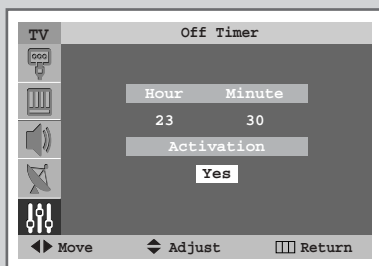 TV Off Timer
Hour Minute
23 30
Activation
Yes
Move Adjust Return